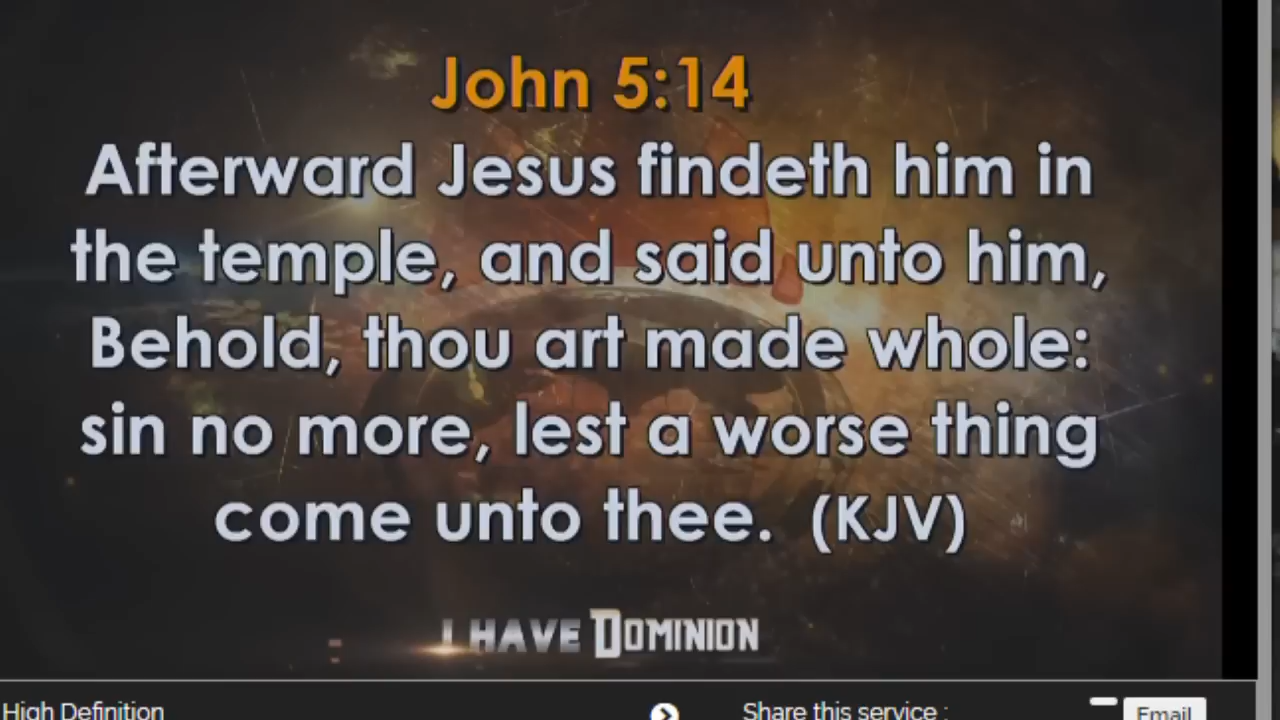 John 5:14
Afterward Jesus findeth him in
the temple, and said unto him,
Behold, thou art made whole:
sin no more, lest a worse thing
come unto thee. (KJV)
I HAVE DOMINION
High Definition
Share this service :
Email